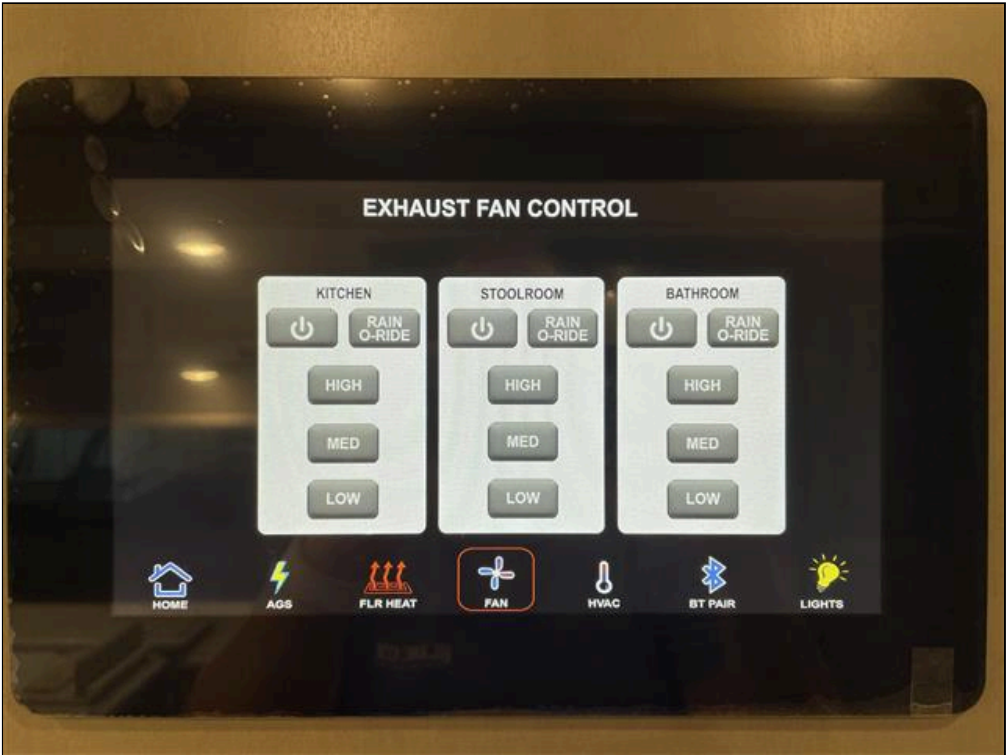 EXHAUST FAN CONTROL
KITCHEN
RAIN
O-RIDE
HIGH
MED
LOW
STOOLROOM
RAIN
O-RIDE
HIGH
MED
LOW
BATHROOM
RAIN
O-RIDE
HIGH
MED
LOW
HOME
AGS
FLR HEAT
FAN
HVAC
BT PAIR
LIGHTS